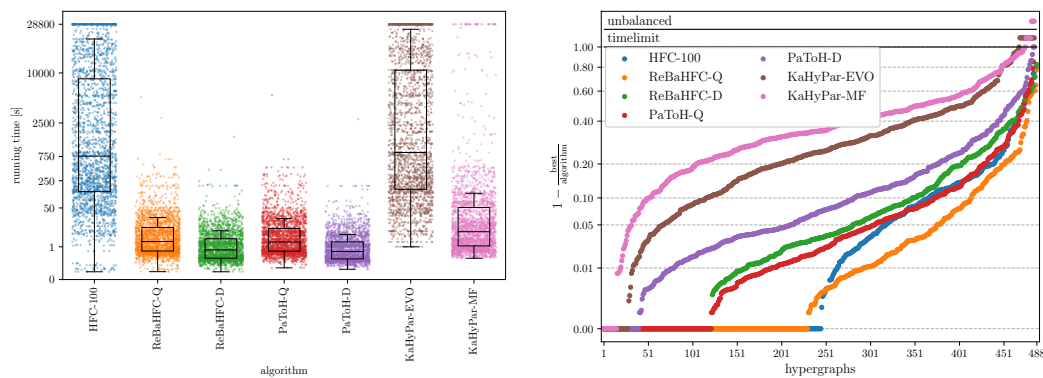 running time [s]
28800
10000
2500
750
250
50
1
0
HFC-100
ReBaHFC-Q
ReBaHFC-D
PaToH-Q
PaToH-D
KaHyPar-EVO
KaHyPar-MF
algorithm
unbalanced
timelimit
1.00
0.80
0.60
0.40
0.20
0.10
0.05
0.01
0.00
1 − best
algorithm
HFC-100
ReBaHFC-Q
ReBaHFC-D
PaToH-Q
PaToH-D
KaHyPar-EVO
KaHyPar-MF
1 51 101 151 201 251 301 351 401 451 488
hypergraphs